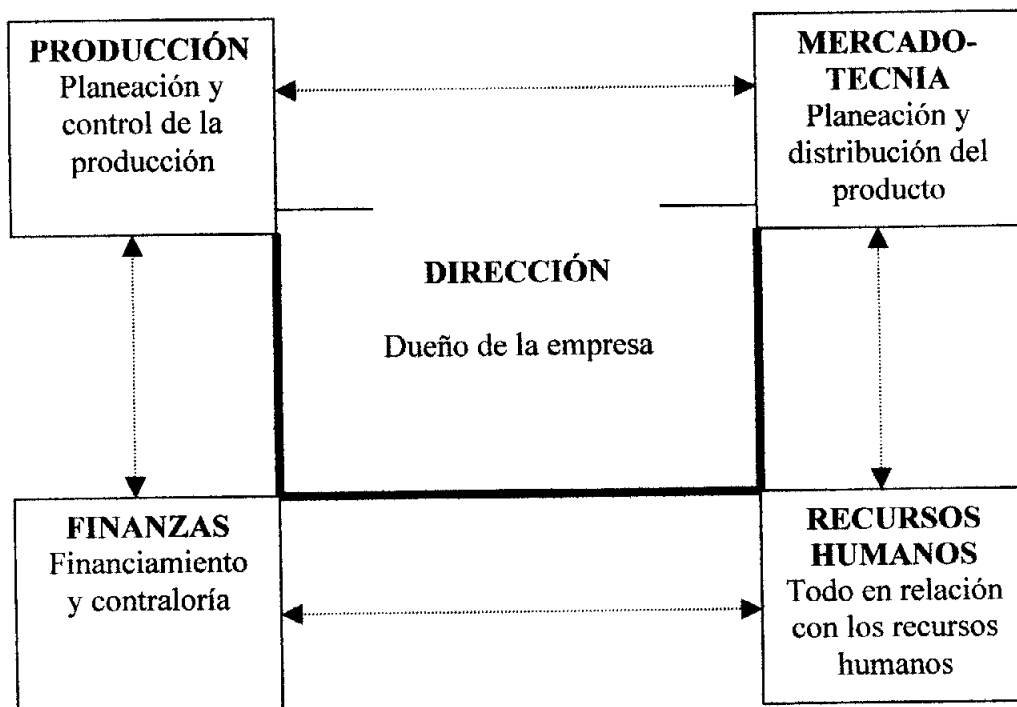 PRODUCCIÓN
Planeación y
control de la
producción
MERCADO-
TECNIA
Planeación y
distribución del
producto
DIRECCIÓN
Dueño de la empresa
FINANZAS
Financiamiento
y contraloría
RECURSOS
HUMANOS
Todo en relación
con los recursos
humanos